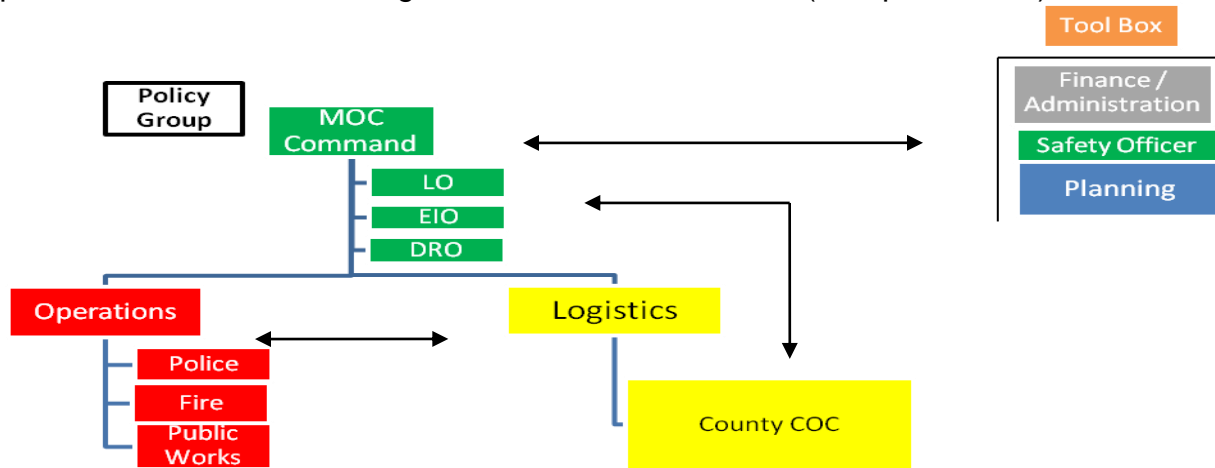 Tool Box
Policy
Group
MOC
Command
Finance /
Administration
Safety Officer
Planning
LO
EIO
DRO
Operations
Logistics
Police
Fire
Public
Works
County COC